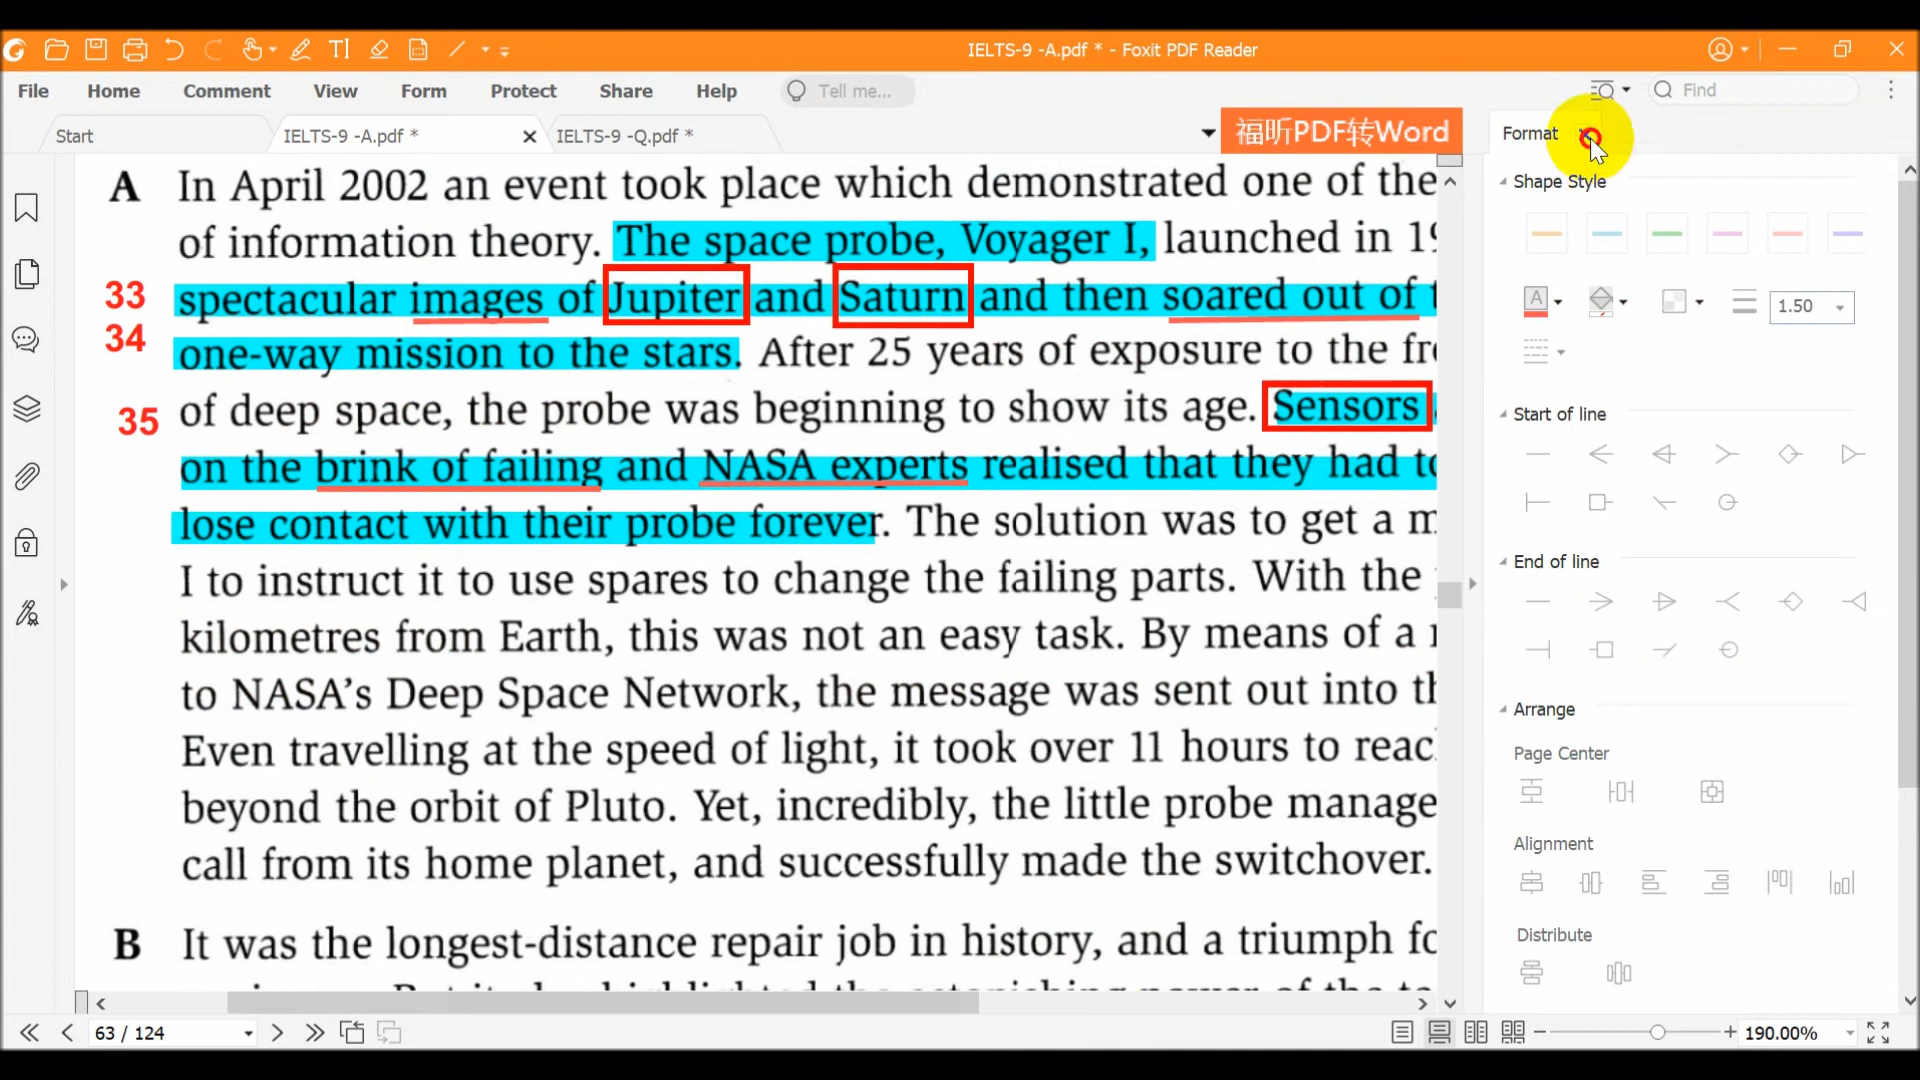 IELTS-9 -A.pdf * - Foxit PDF Reader
File Home Comment View Form Protect Share Help Tell me... Find
Start IELTS-9 -A.pdf * IELTS-9 -Q.pdf * 福昕PDF转Word Format
Shape Style
1.50
Start of line
End of line
Arrange
Page Center
Alignment
Distribute
A In April 2002 an event took place which demonstrated one of the
of information theory. The space probe, Voyager I, launched in 19
33 spectacular images of Jupiter and Saturn and then soared out of
34 one-way mission to the stars. After 25 years of exposure to the
35 of deep space, the probe was beginning to show its age. Sensors
on the brink of failing and NASA experts realised that they had
lose contact with their probe forever. The solution was to get a
I to instruct it to use spares to change the failing parts. With the
kilometres from Earth, this was not an easy task. By means of a
to NASA's Deep Space Network, the message was sent out into
Even travelling at the speed of light, it took over 11 hours to reac
beyond the orbit of Pluto. Yet, incredibly, the little probe manage
call from its home planet, and successfully made the switchover.
B It was the longest-distance repair job in history, and a triumph
63 / 124 190.00%